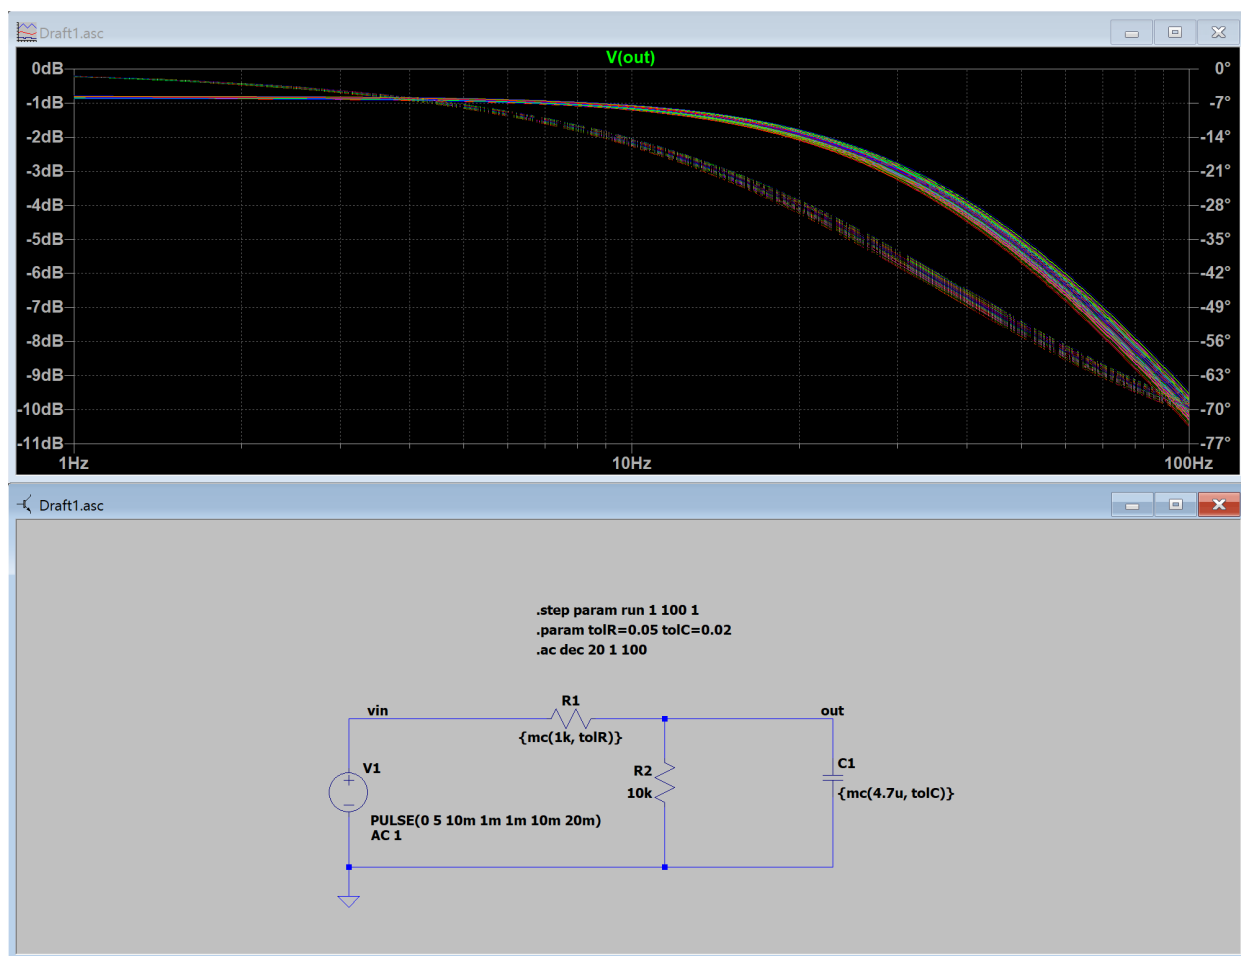 Draft1.asc
V(out)
0dB
-1dB
-2dB
-3dB
-4dB
-5dB
-6dB
-7dB
-8dB
-9dB
-10dB
-11dB
0°
-7°
-14°
-21°
-28°
-35°
-42°
-49°
-56°
-63°
-70°
-77°
1Hz
10Hz
100Hz
Draft1.asc
.step param run 1 100 1
.param tolR=0.05 tolC=0.02
.ac dec 20 1 100
vin
R1
{mc(1k, tolR)}
out
V1
R2
10k
C1
{mc(4.7u, tolC)}
PULSE(0 5 10m 1m 1m 10m 20m)
AC 1